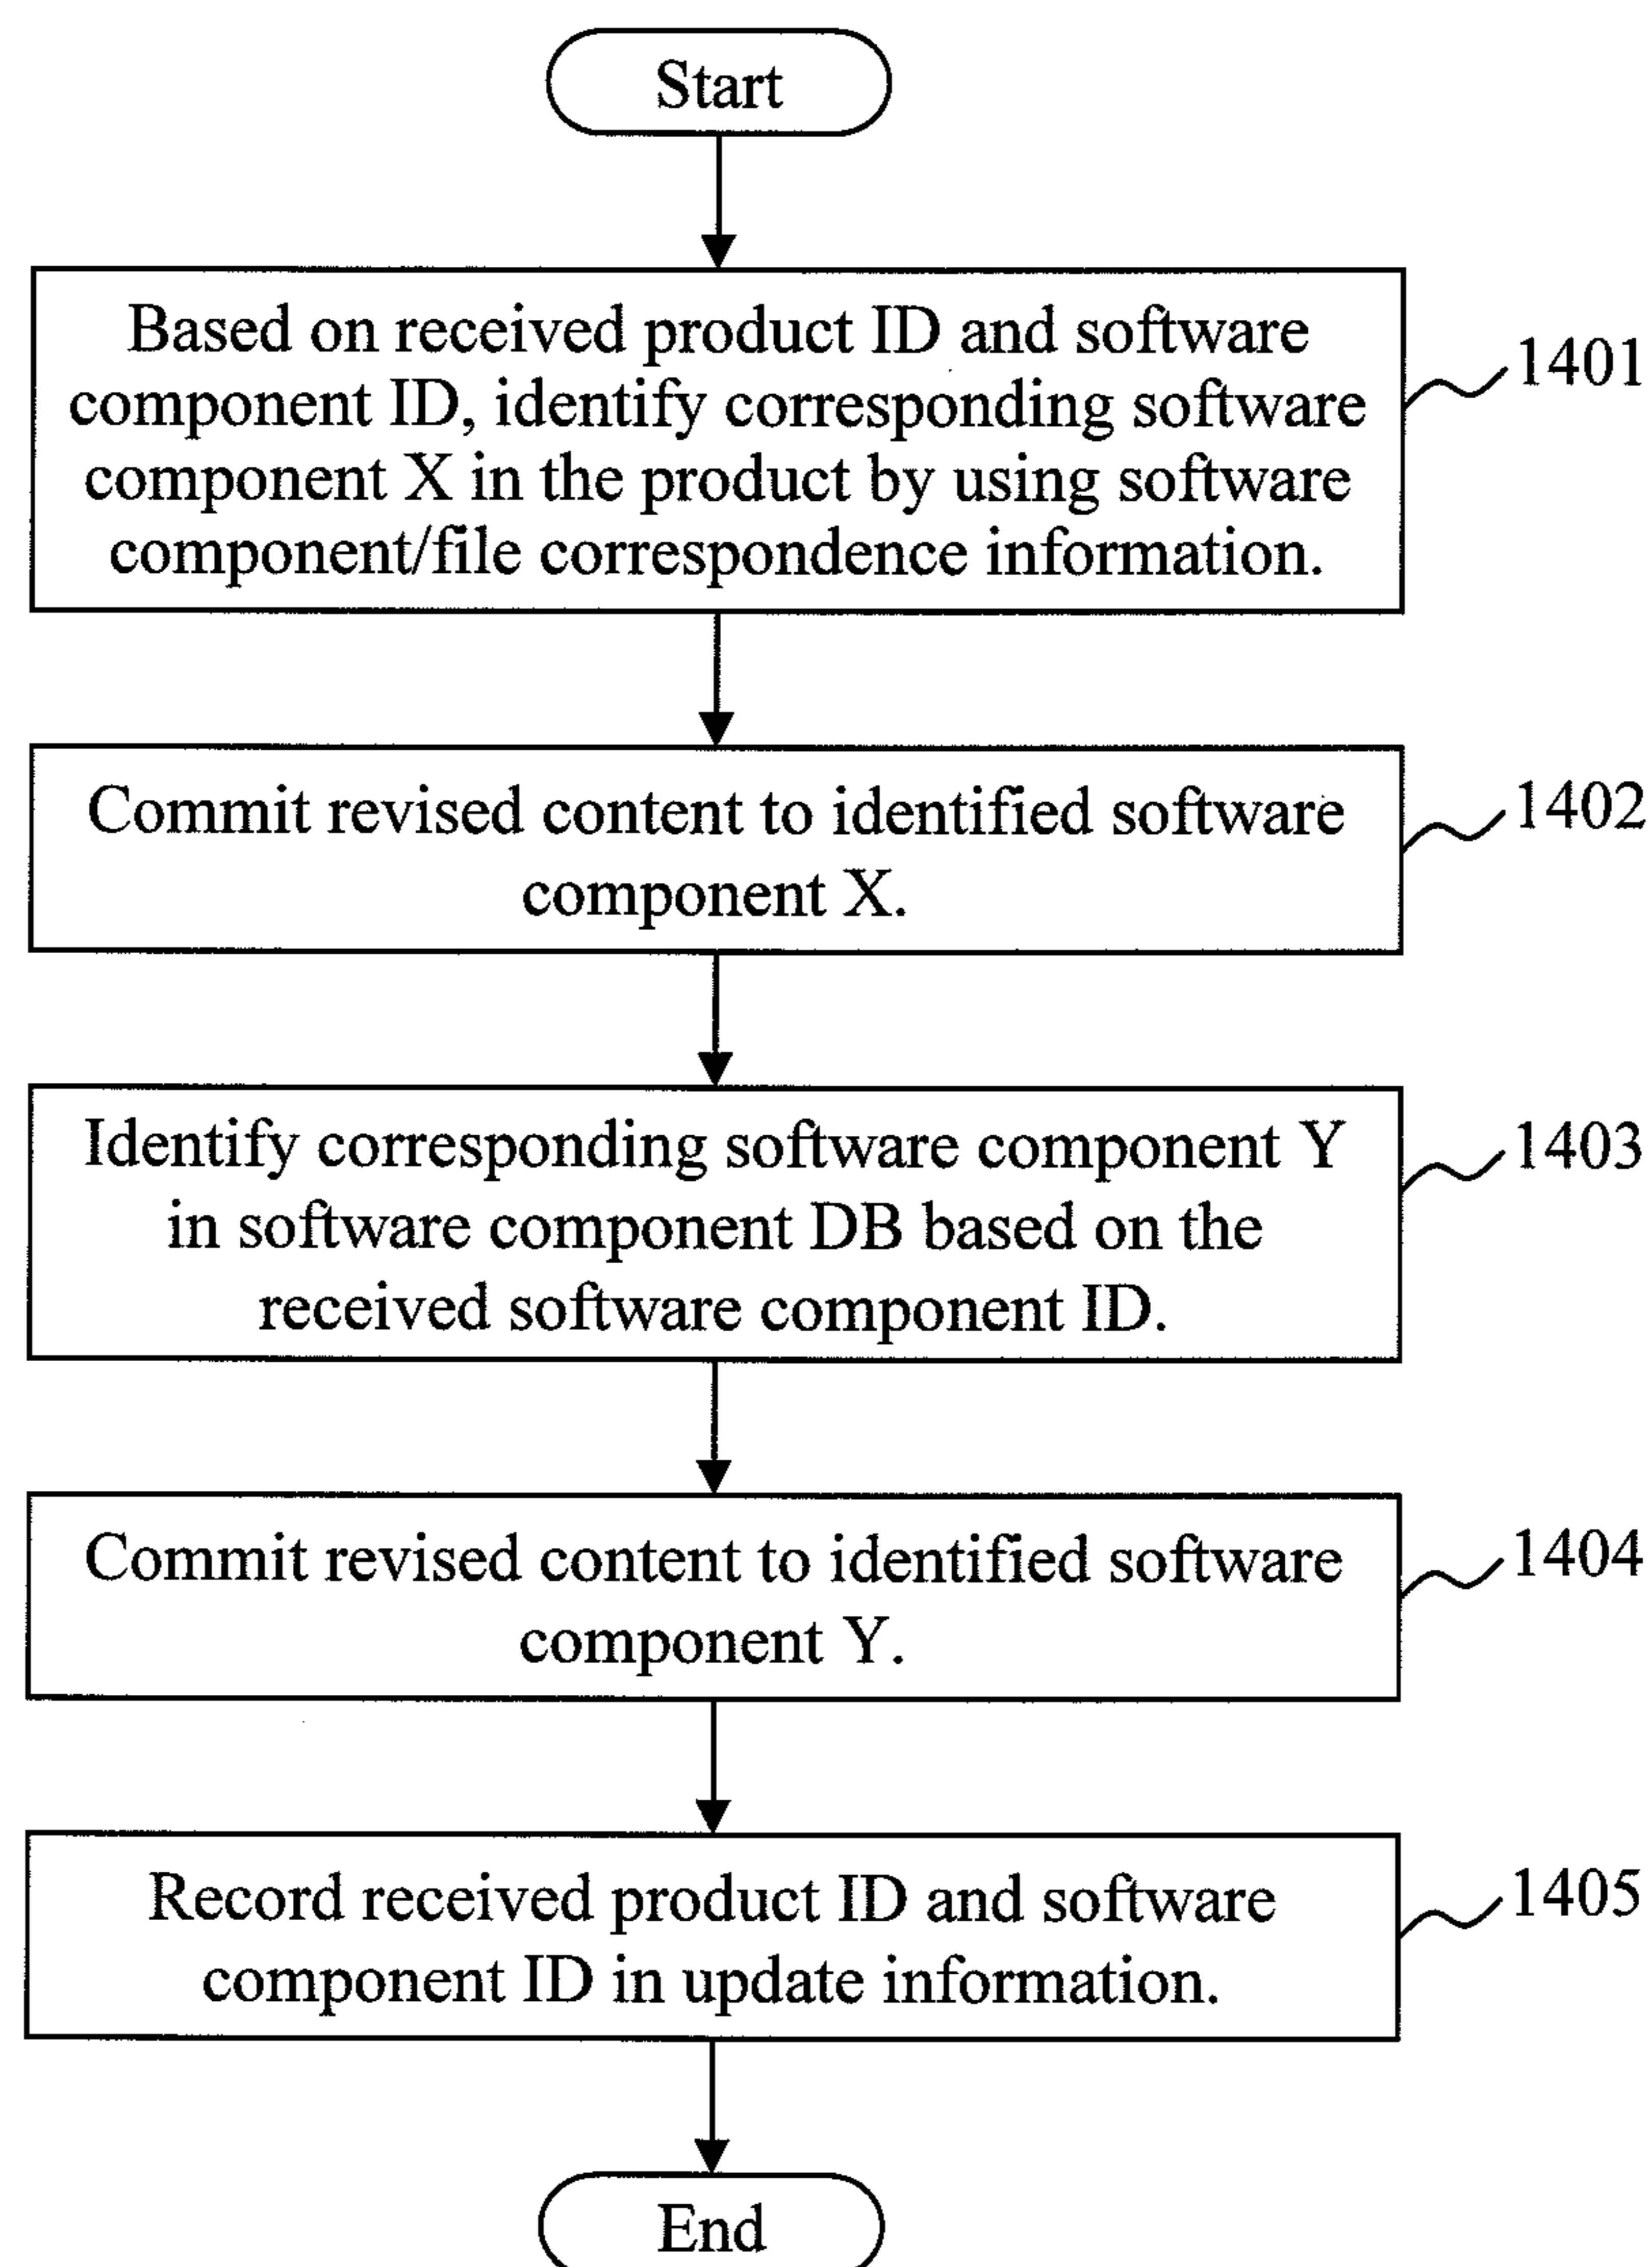 Start
Based on received product ID and software
component ID, identify corresponding software
component X in the product by using software
component/file correspondence information.
1401
Commit revised content to identified software
component X.
1402
Identify corresponding software component Y
in software component DB based on the
received software component ID.
1403
Commit revised content to identified software
component Y.
1404
Record received product ID and software
component ID in update information.
1405
End